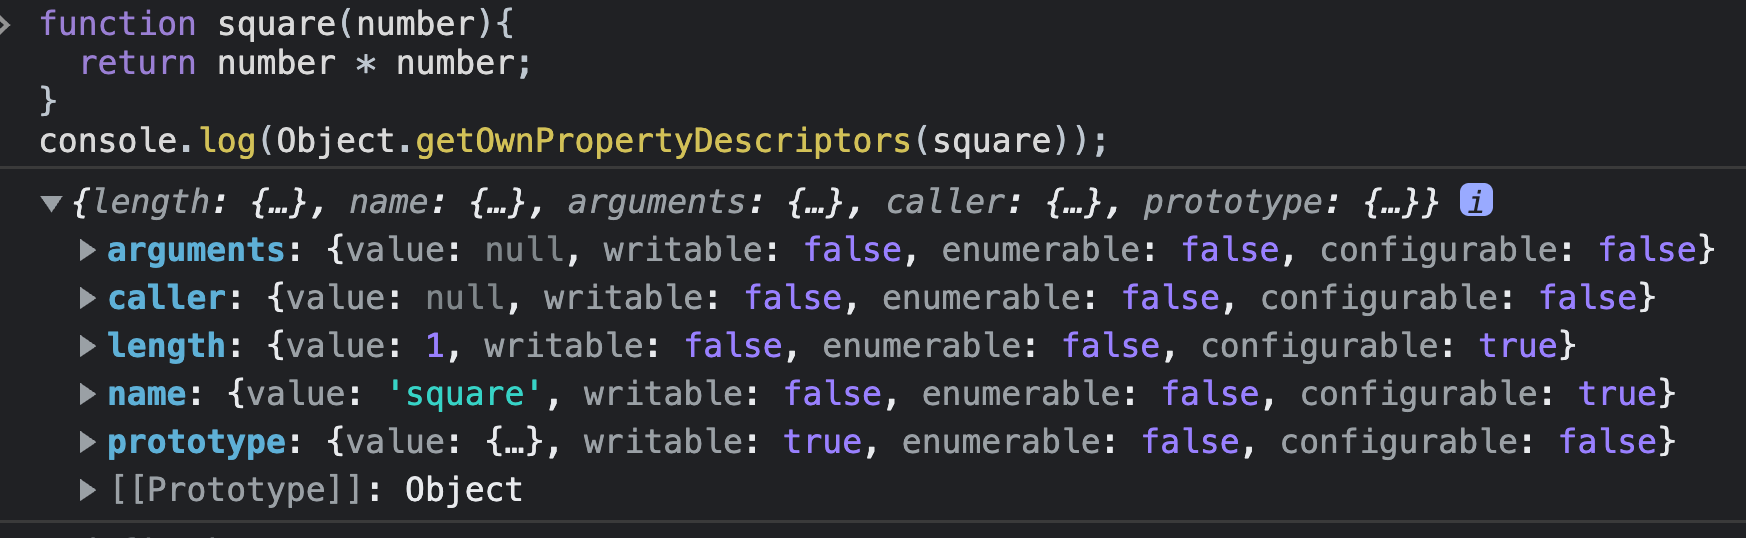 function square(number){
return number * number;
}
console.log(Object.getOwnPropertyDescriptors(square));
{length: {…}, name: {…}, arguments: {…}, caller: {…}, prototype: {…}} i
arguments: {value: null, writable: false, enumerable: false, configurable: false}
caller: {value: null, writable: false, enumerable: false, configurable: false}
length: {value: 1, writable: false, enumerable: false, configurable: true}
name: {value: 'square', writable: false, enumerable: false, configurable: true}
prototype: {value: {…}, writable: true, enumerable: false, configurable: false}
[[Prototype]]: Object